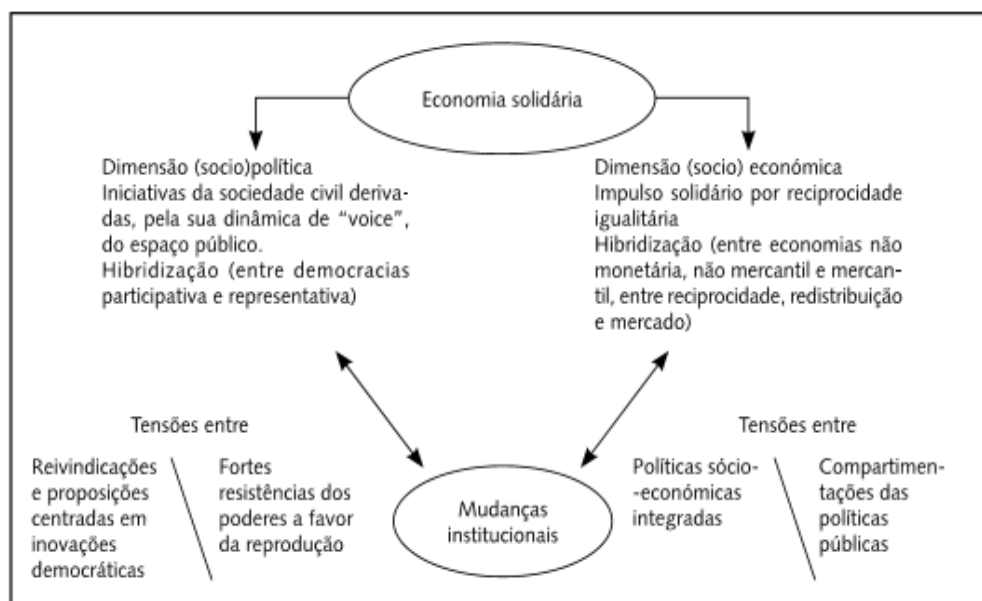 Economia solidária
Dimensão (socio)política
Iniciativas da sociedade civil deriva-
das, pela sua dinâmica de “voice”,
do espaço público.
Hibridização (entre democracias
participativa e representativa)
Dimensão (socio) económica
Impulso solidário por reciprocidade
igualitária
Hibridização (entre economias não
monetária, não mercantil e mercan-
til, entre reciprocidade, redistribuição
e mercado)
Tensões entre
Reivindicações
e proposições
centradas em
inovações
democráticas
Fortes
resistências dos
poderes a favor
da reprodução
Mudanças
institucionais
Tensões entre
Políticas sócio-
-económicas
integradas
Compartimen-
tações das
políticas
públicas